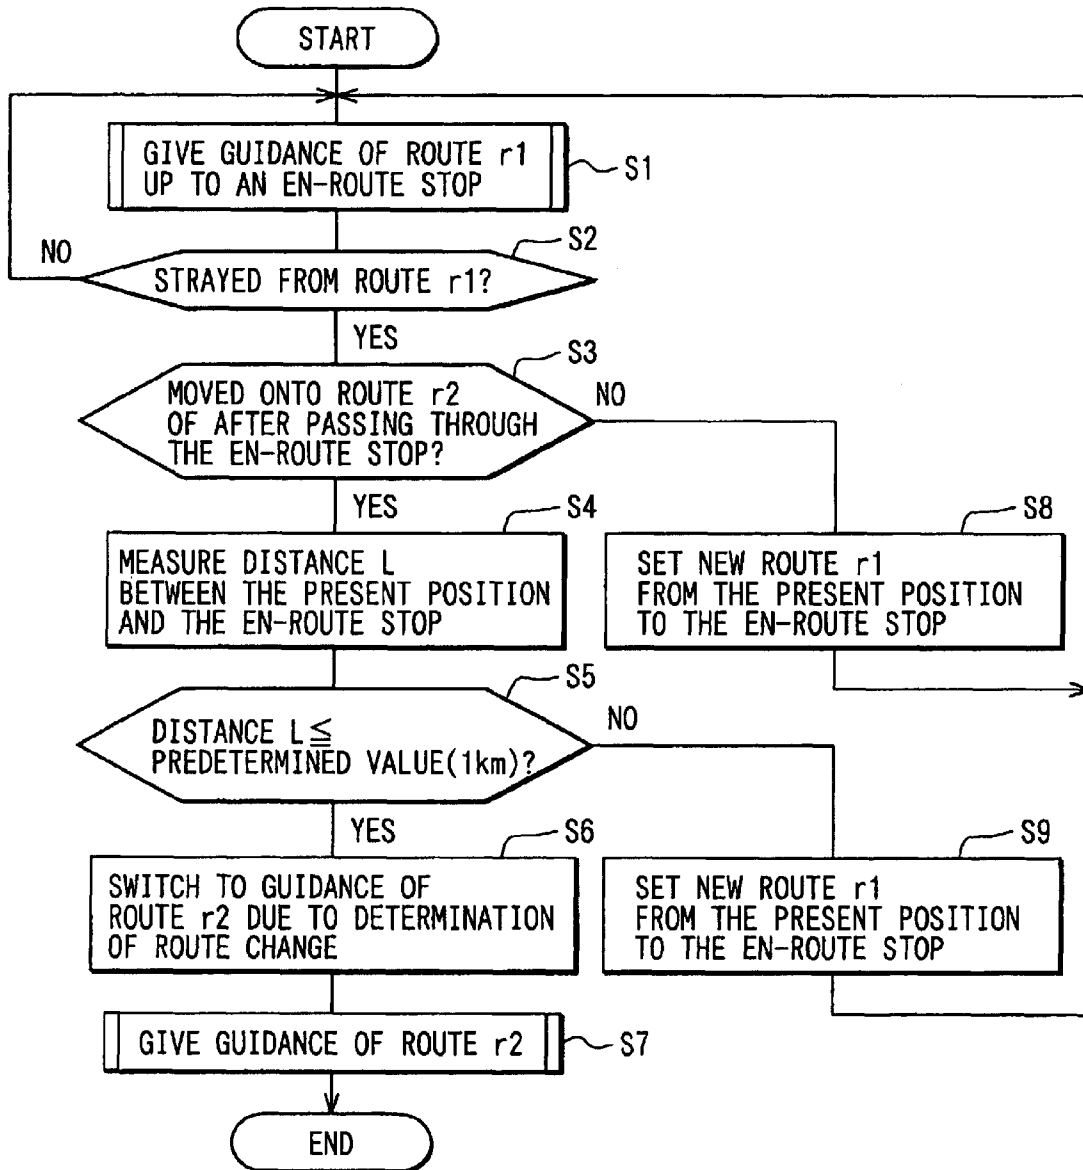 START
GIVE GUIDANCE OF ROUTE r1
UP TO AN EN-ROUTE STOP
S1
S2
NO
STRAYED FROM ROUTE r1?
YES
S3
MOVED ONTO ROUTE r2
OF AFTER PASSING THROUGH
THE EN-ROUTE STOP?
NO
YES
S4
MEASURE DISTANCE L
BETWEEN THE PRESENT POSITION
AND THE EN-ROUTE STOP
S8
SET NEW ROUTE r1
FROM THE PRESENT POSITION
TO THE EN-ROUTE STOP
S5
DISTANCE L≦
PREDETERMINED VALUE(1km)?
NO
YES
S6
SWITCH TO GUIDANCE OF
ROUTE r2 DUE TO DETERMINATION
OF ROUTE CHANGE
S9
SET NEW ROUTE r1
FROM THE PRESENT POSITION
TO THE EN-ROUTE STOP
GIVE GUIDANCE OF ROUTE r2
S7
END